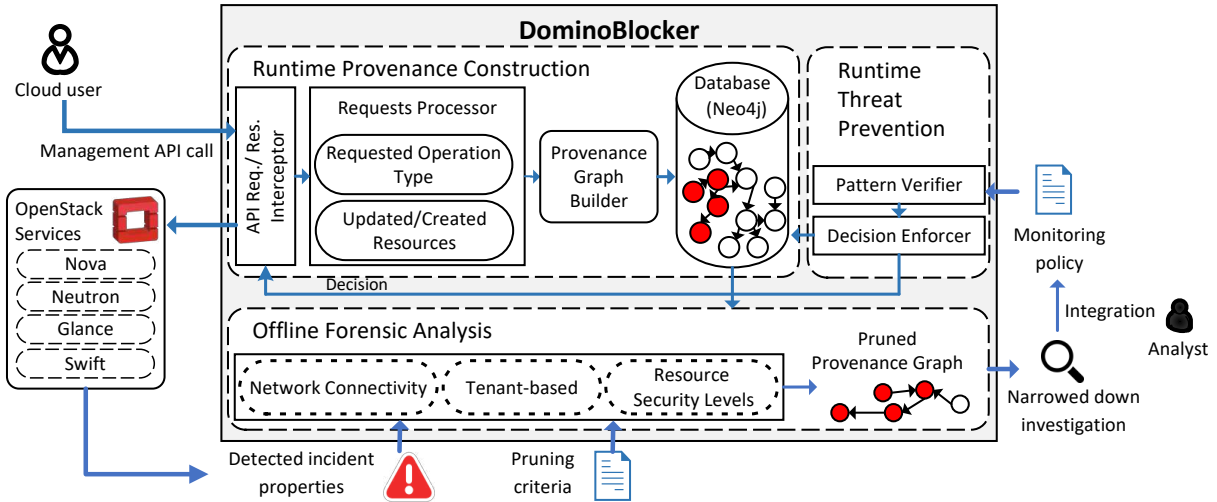 DominoBlocker
Cloud user
Management API call
OpenStack
Services
Nova
Neutron
Glance
Swift
Runtime Provenance Construction
API Req./ Res.
Interceptor
Requests Processor
Requested Operation
Type
Updated/Created
Resources
Provenance
Graph
Builder
Database
(Neo4j)
Runtime
Threat
Prevention
Pattern Verifier
Decision Enforcer
Decision
Monitoring
policy
Integration
Analyst
Narrowed down
investigation
Offline Forensic Analysis
Network Connectivity
Tenant-based
Resource
Security Levels
Pruned
Provenance Graph
Detected incident
properties
Pruning
criteria